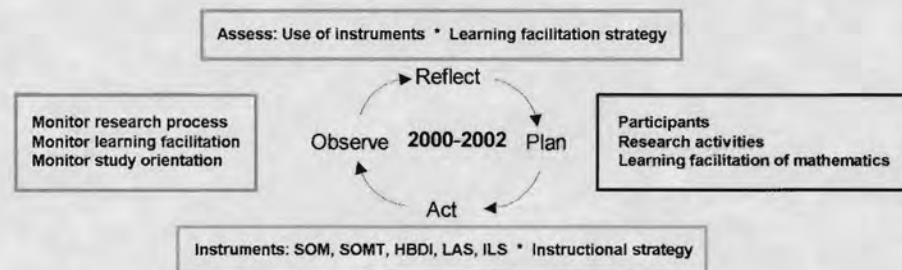 Assess: Use of instruments * Learning facilitation strategy
Reflect
Monitor research process
Monitor learning facilitation
Monitor study orientation
Observe
2000-2002
Plan
Participants
Research activities
Learning facilitation of mathematics
Act
Instruments: SOM, SOMT, HBDI, LAS, ILS * Instructional strategy